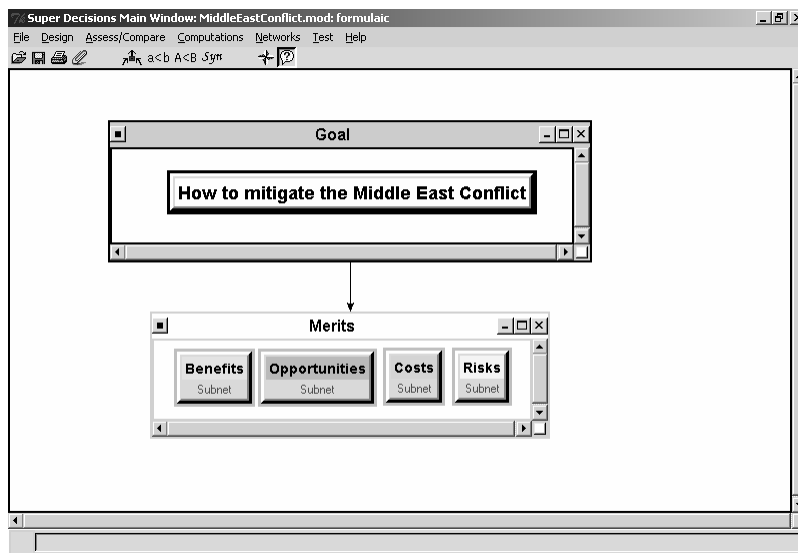 Super Decisions Main Window: MiddleEastConflict.mod: formulaic
File Design Assess/Compare Computations Networks Test Help
a<b A<B Syn
Goal
How to mitigate the Middle East Conflict
Merits
Benefits Opportunities Costs Risks
Subnet Subnet Subnet Subnet